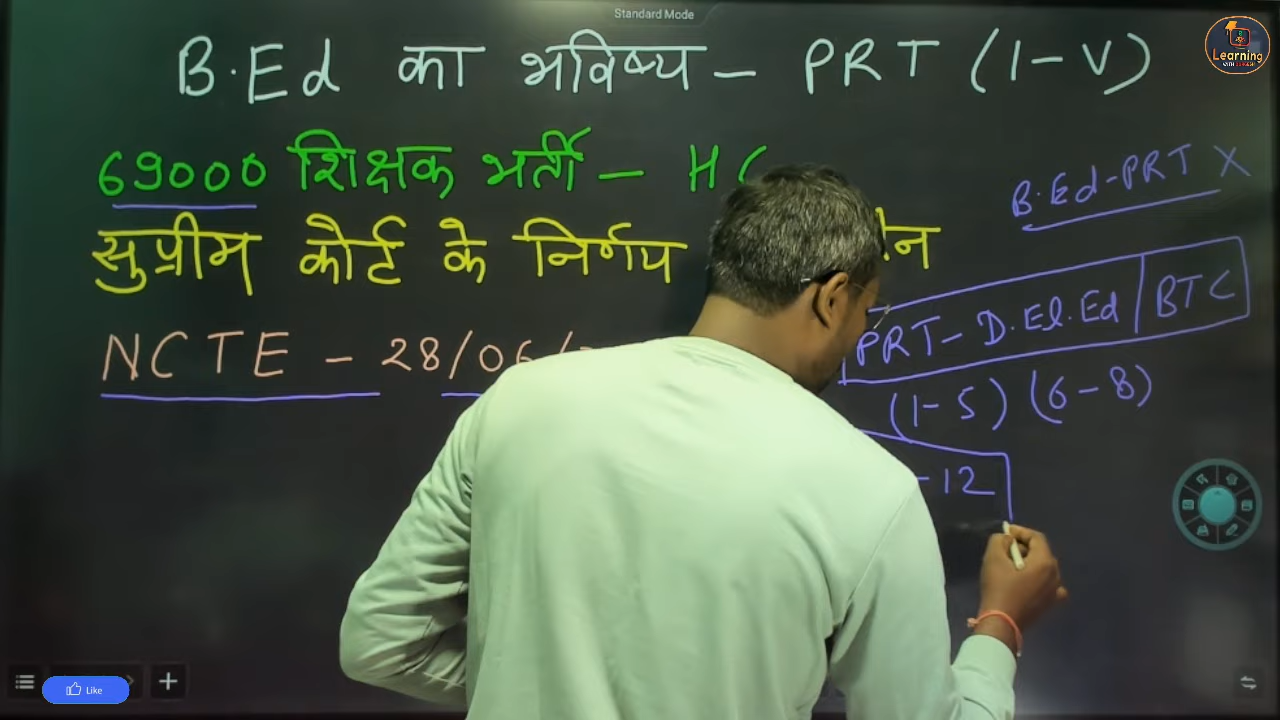 Standard Mode
Learning
B.Ed का भविष्य – PRT (1-V)
69000 शिक्षक भर्ती – H
सुप्रीम कोर्ट के निर्णय
NCTE - 28/06/
B.Ed-PRT X
PRT- D.El.Ed | BTC
(1-5) (6-8)
-12
Like